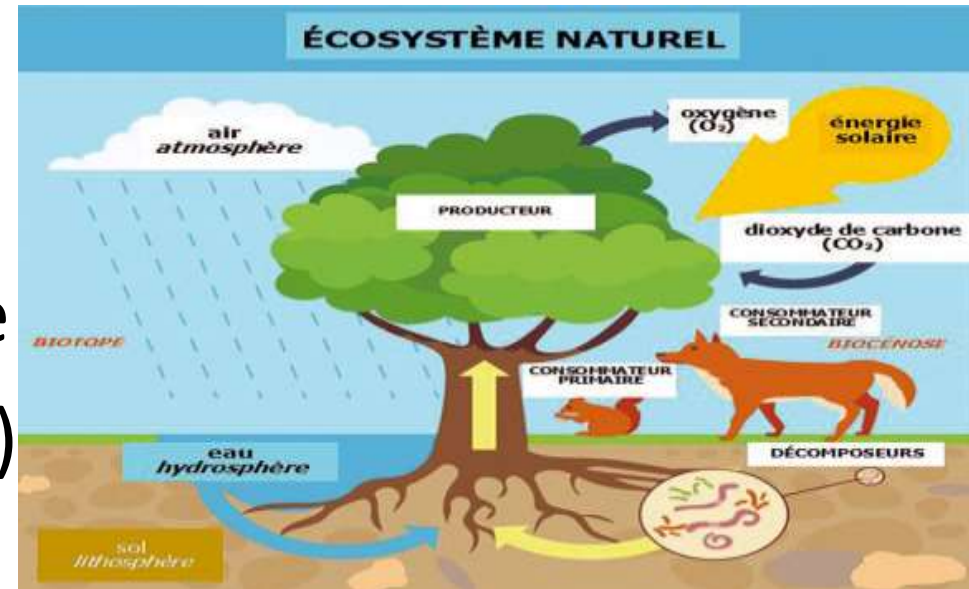 ÉCOSYSTÈME NATUREL
air
atmosphère
oxygène
(O₂)
énergie
solaire
PRODUCTEUR
dioxyde de carbone
(CO₂)
CONSOMMATEUR
SECONDAIRE
BIOTOPE
BIOCENOSE
CONSOMMATEUR
PRIMAIRE
e
)
eau
hydrosphère
DÉCOMPOSEURS
sol
lithosphère